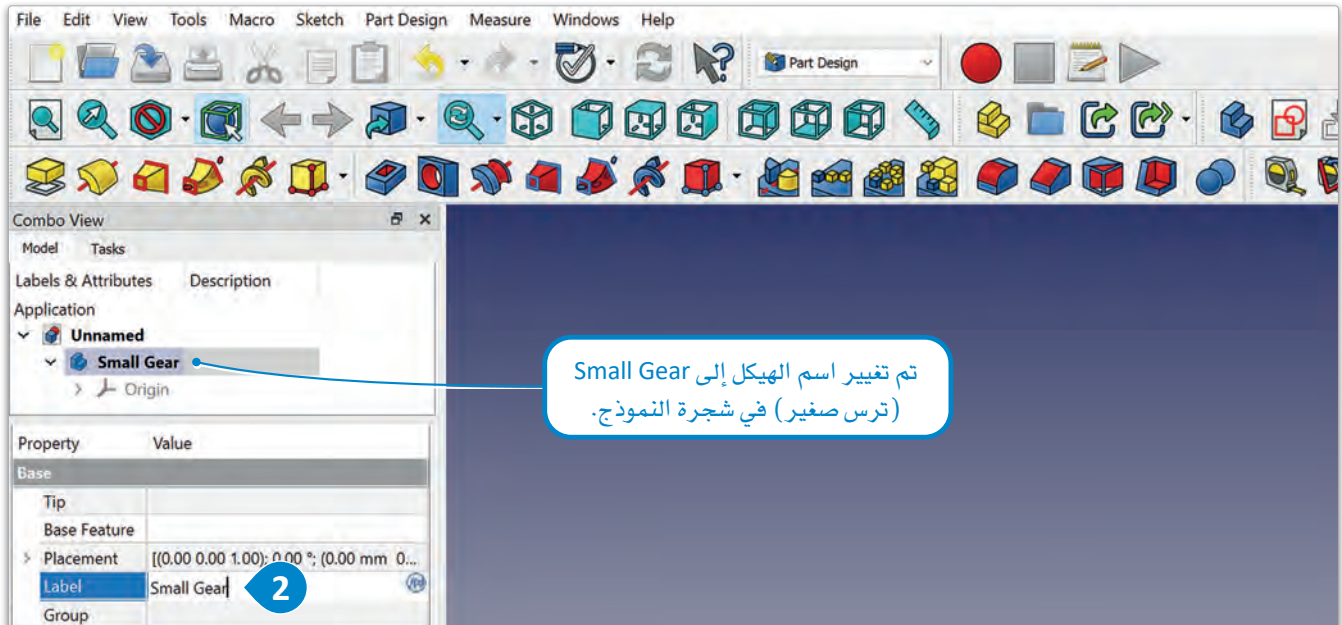 File Edit View Tools Macro Sketch Part Design Measure Windows Help
Part Design
Combo View
Model Tasks
Labels & Attributes Description
Application
Unnamed
Small Gear
Origin
تم تغيير اسم الهيكل إلى Small Gear
(ترس صغير) في شجرة النموذج.
Property Value
Base
Tip
Base Feature
Placement [(0.00 0.00 1.00); 0.00 °; (0.00 mm 0...
Label Small Gear
2
Group